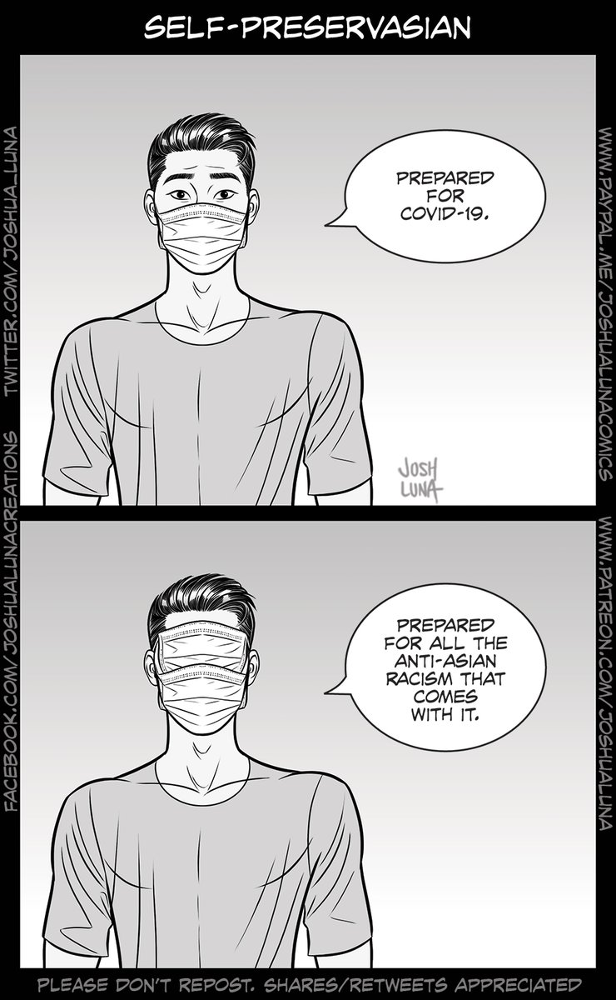 SELF-PRESERVASIAN
PREPARED
FOR
COVID-19.
JOSH
LUNA
PREPARED
FOR ALL THE
ANTI-ASIAN
RACISM THAT
COMES
WITH IT.
TWITTER.COM/JOSHUA_LUNA
FACEBOOK.COM/JOSHUALUNACREATIONS
WWW.PAYPAL.ME/JOSHUALUNACOMICS
WWW.PATREON.COM/JOSHUALUNA
PLEASE DON'T REPOST. SHARES/RETWEETS APPRECIATED